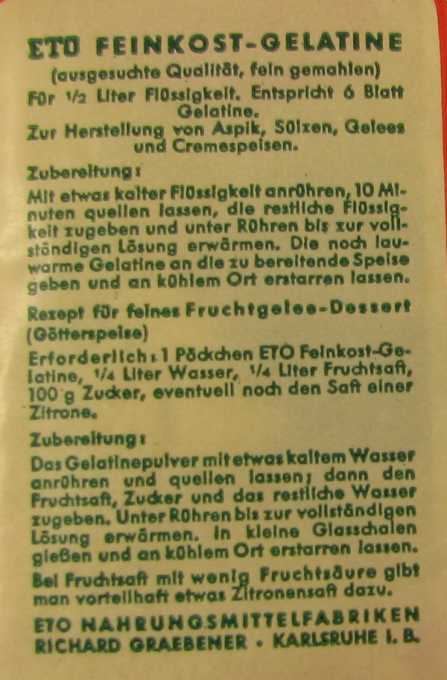 ETO FEINKOST-GELATINE
(ausgesuchte Qualität, fein gemahlen)
Für 1/2 Liter Flüssigkeit. Entspricht 6 Blatt
Gelatine.
Zur Herstellung von Aspik, Sülzen, Gelees
und Cremespeisen.
Zubereitung:
Mit etwas kalter Flüssigkeit anrühren, 10 Mi-
nuten quellen lassen, die restliche Flüssig-
keit zugeben und unter Rühren bis zur voll-
ständigen Lösung erwärmen. Die noch lau-
warme Gelatine an die zu bereitende Speise
geben und an kühlem Ort erstarren lassen.
Rezept für feines Fruchtgelee-Dessert
(Götterspeise)
Erforderlich: 1 Päckchen ETO Feinkost-Ge-
latine, 1/4 Liter Wasser, 1/4 Liter Fruchtsaft,
100 g Zucker, eventuell noch den Saft einer
Zitrone.
Zubereitung:
Das Gelatinepulver mit etwas kaltem Wasser
anrühren und quellen lassen; dann den
Fruchtsaft, Zucker und das restliche Wasser
zugeben. Unter Rühren bis zur vollständigen
Lösung erwärmen. In kleine Glasschalen
gießen und an kühlem Ort erstarren lassen.
Bei Fruchtsaft mit wenig Fruchtsäure gibt
man vorteilhaft etwas Zitronensaft dazu.
ETO NAHRUNGSMITTELFABRIKEN
RICHARD GRAEBENER · KARLSRUHE I. B.